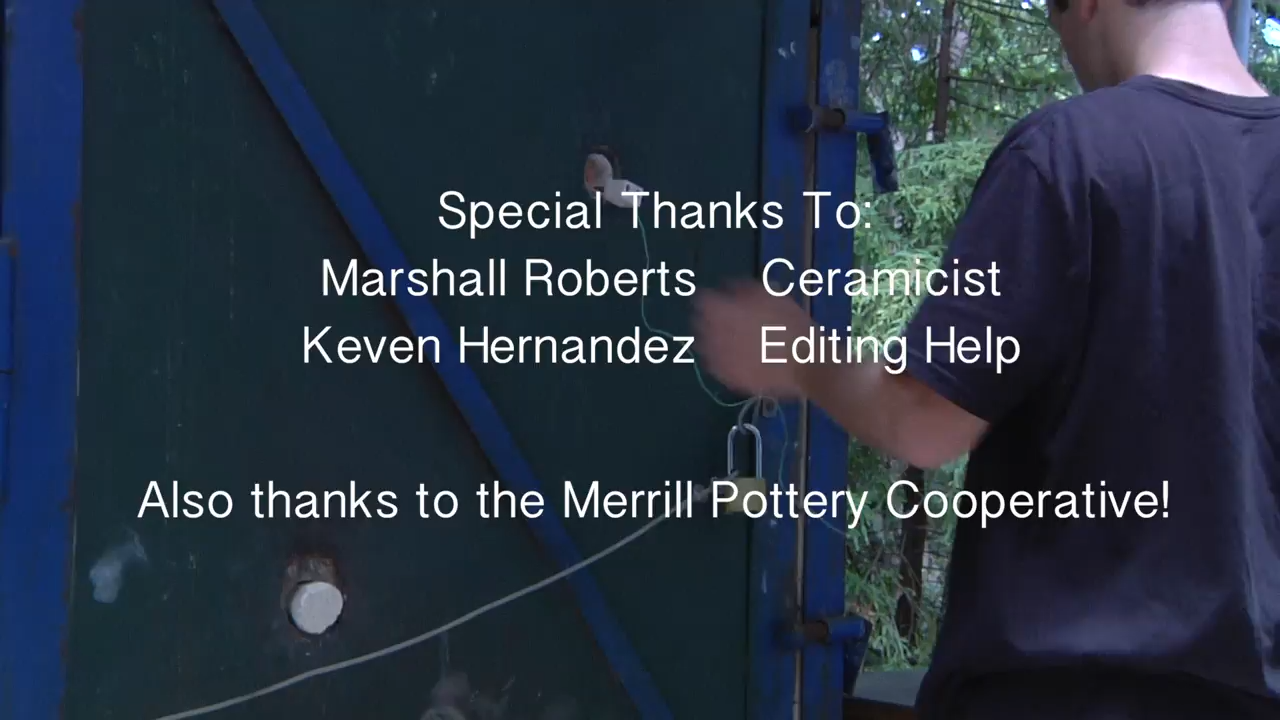 Special Thanks To:
Marshall Roberts Ceramicist
Keven Hernandez Editing Help
Also thanks to the Merrill Pottery Cooperative!